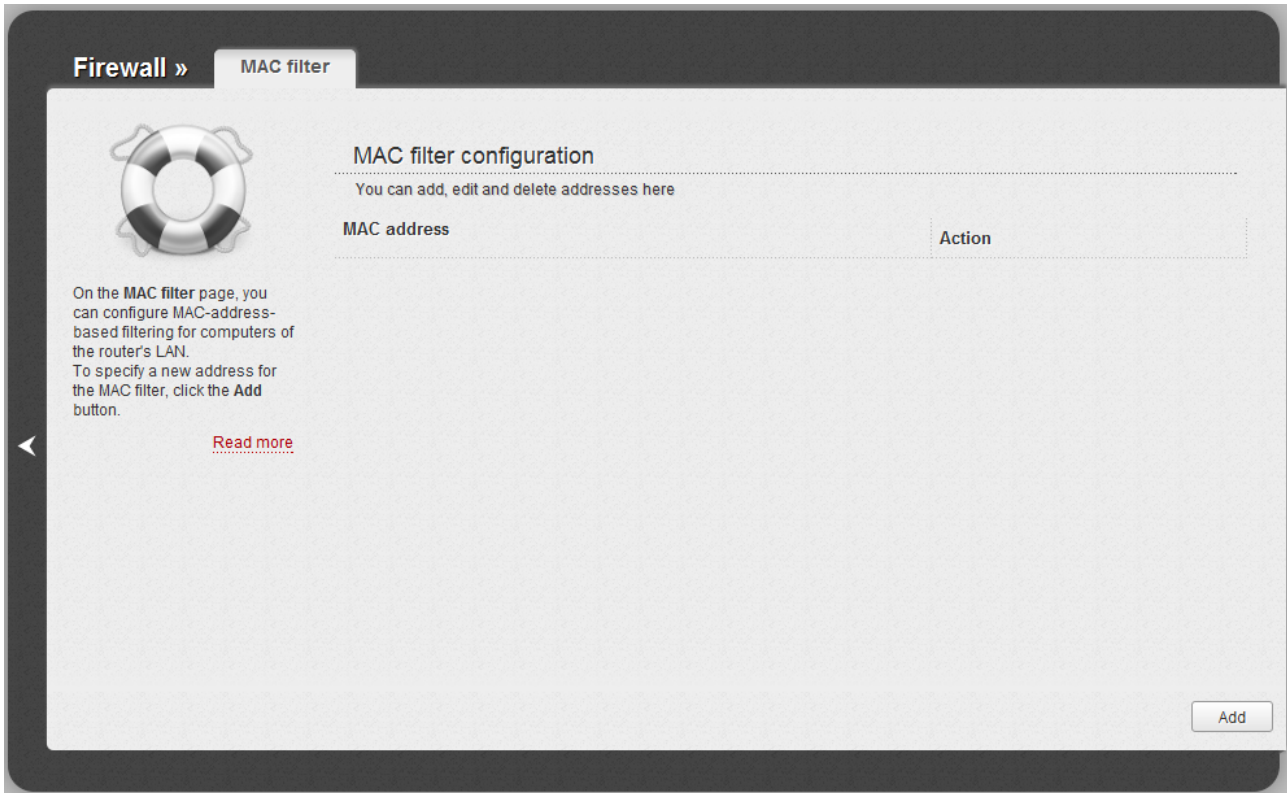 Firewall » MAC filter
MAC filter configuration
You can add, edit and delete addresses here
MAC address Action
On the MAC filter page, you
can configure MAC-address-
based filtering for computers of
the router's LAN.
To specify a new address for
the MAC filter, click the Add
button.
Read more
Add